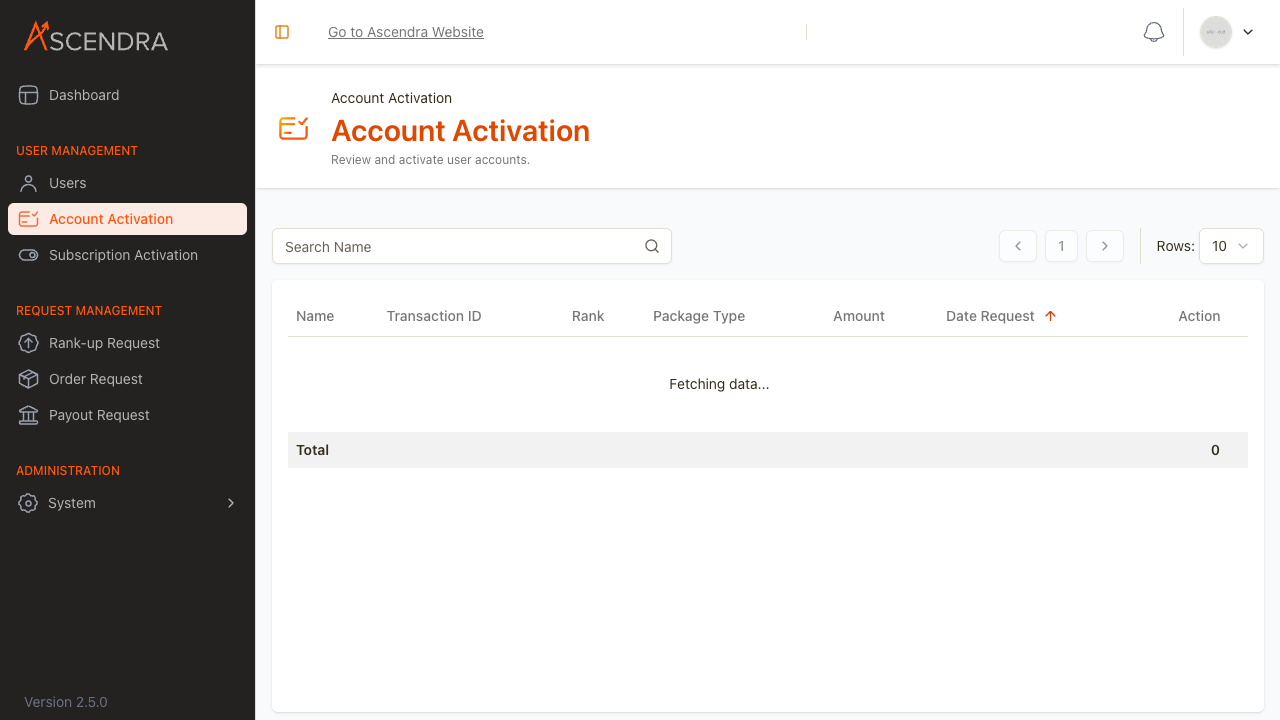 ASCENDRA
Dashboard
USER MANAGEMENT
Users
Account Activation
Subscription Activation
REQUEST MANAGEMENT
Rank-up Request
Order Request
Payout Request
ADMINISTRATION
System
Version 2.5.0
Go to Ascendra Website
Account Activation
Account Activation
Review and activate user accounts.
Search Name
1
Rows: 10
Name Transaction ID Rank Package Type Amount Date Request Action
Fetching data...
Total 0